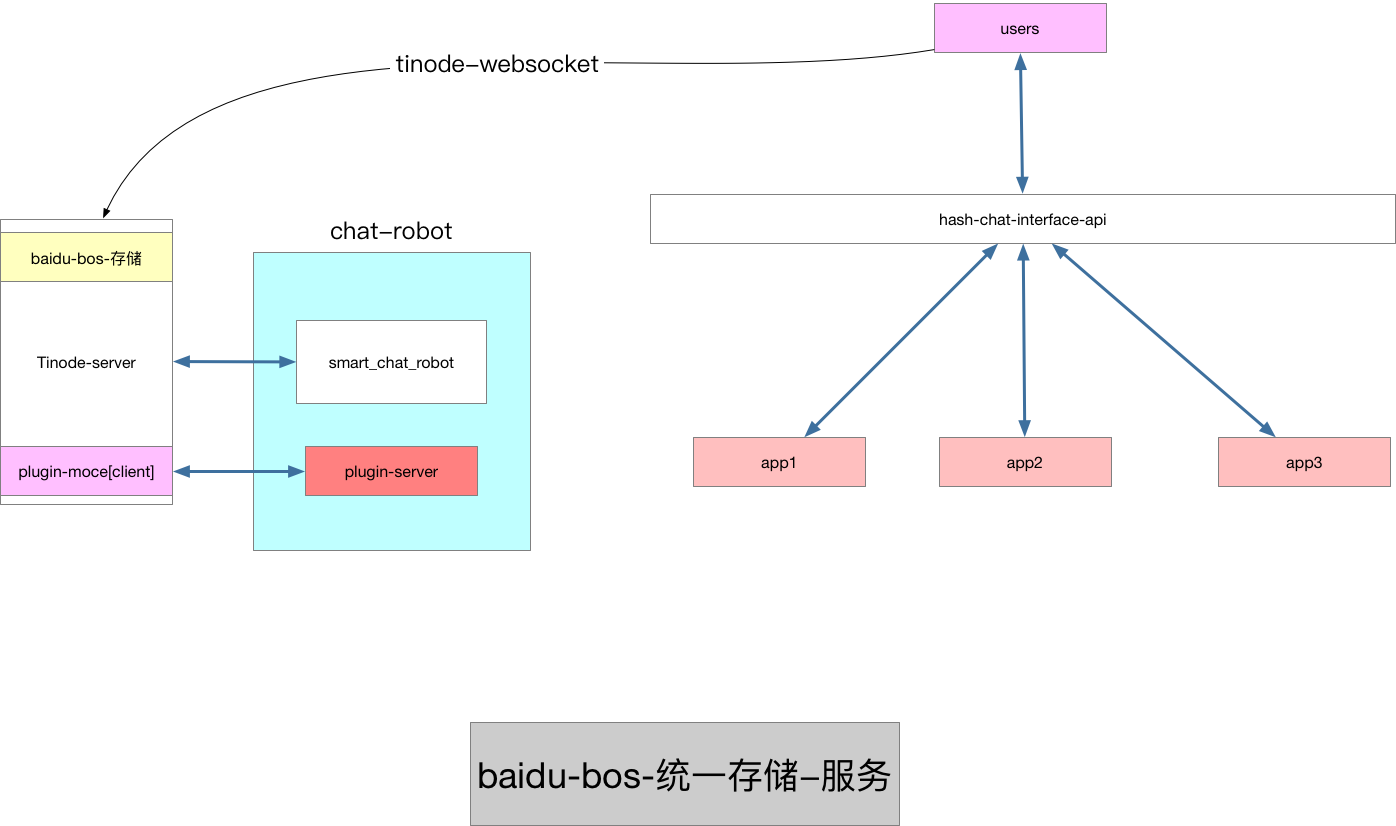 users
tinode-websocket
hash-chat-interface-api
chat-robot
baidu-bos-存储
Tinode-server
smart_chat_robot
plugin-moce[client]
plugin-server
app1
app2
app3
baidu-bos-统一存储-服务